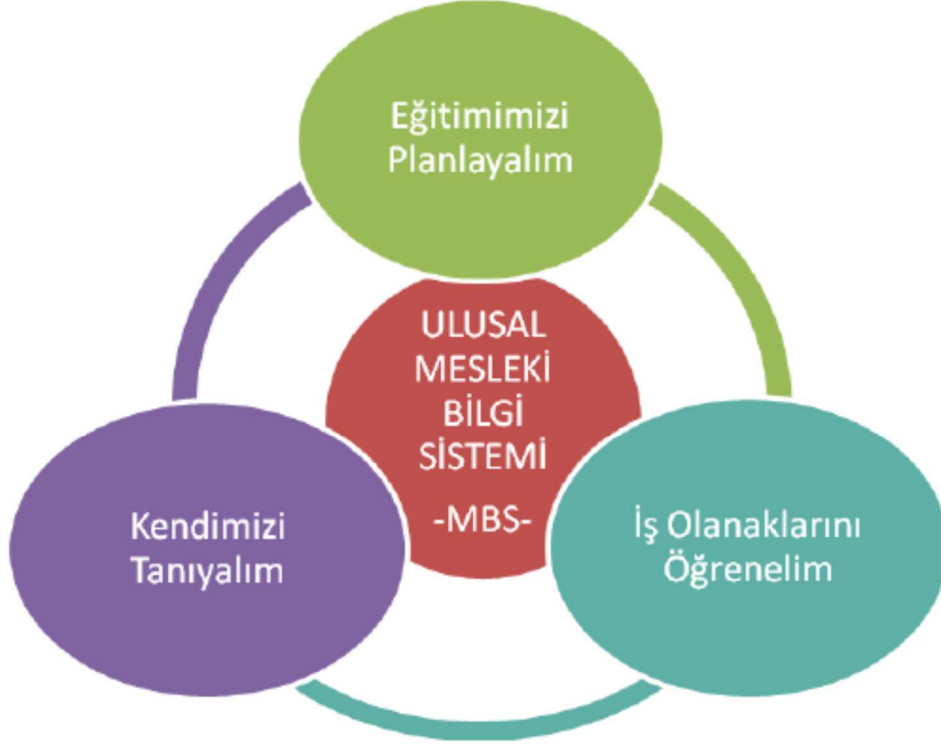 Eğitimimizi
Planlayalım
ULUSAL
MESLEKİ
BİLGİ
SİSTEMİ
-MBS-
Kendimizi
Tanıyalım
İş Olanaklarını
Öğrenelim